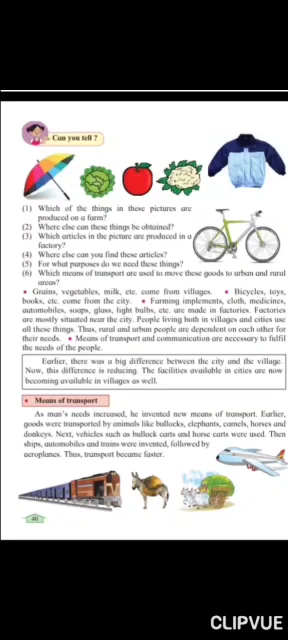 Can you tell ?
(1) Which of the things in these pictures are
produced on a farm?
(2) Where else can these things be obtained?
(3) Which articles in the picture are produced in a
factory?
(4) Where else can you find these articles?
(5) For what purposes do we need these things?
(6) Which means of transport are used to move these goods to urban and rural
areas?
• Grains, vegetables, milk, etc. come from villages. • Bicycles, toys,
books, etc. come from the city. • Farming implements, cloth, medicines,
automobiles, soaps, glass, light bulbs, etc. are made in factories. Factories
are mostly situated near the city. People living both in villages and cities use
all these things. Thus, rural and urban people are dependent on each other for
their needs. • Means of transport and communication are necessary to fulfil
the needs of the people.
Earlier, there was a big difference between the city and the village.
Now, this difference is reducing. The facilities available in cities are now
becoming available in villages as well.
• Means of transport
As man's needs increased, he invented new means of transport. Earlier,
goods were transported by animals like bullocks, elephants, camels, horses and
donkeys. Next, vehicles such as bullock carts and horse carts were used. Then
ships, automobiles and trains were invented, followed by
aeroplanes. Thus, transport became faster.
40
CLIPVUE